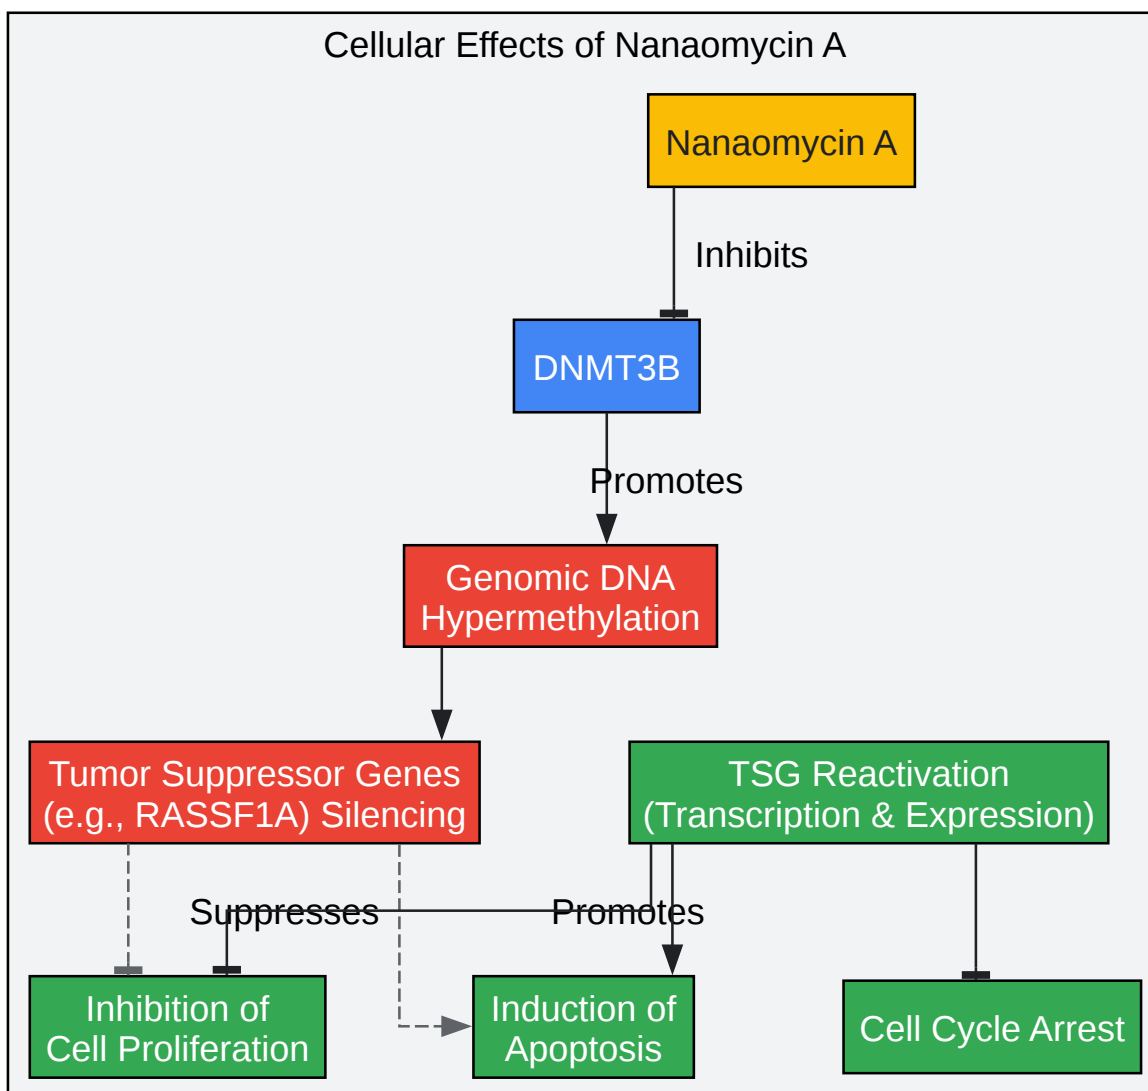 Cellular Effects of Nanaomycin A
Nanaomycin A
Inhibits
DNMT3B
Promotes
Genomic DNA
Hypermethylation
Tumor Suppressor Genes
(e.g., RASSF1A) Silencing
TSG Reactivation
(Transcription & Expression)
Suppresses
Promotes
Inhibition of
Cell Proliferation
Induction of
Apoptosis
Cell Cycle Arrest